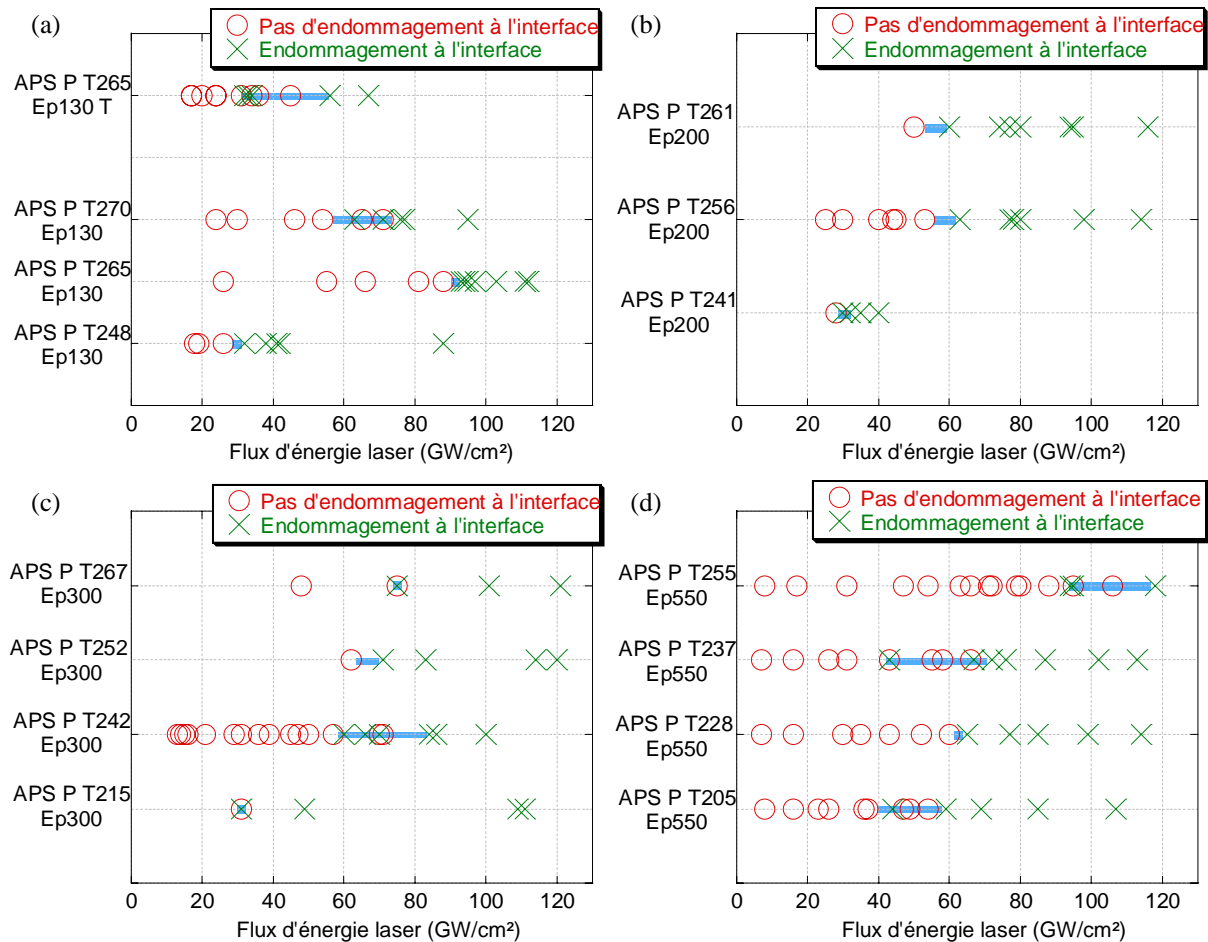 (a)
Pas d'endommagement à l'interface
Endommagement à l'interface
APS P T265
Ep130 T
APS P T270
Ep130
APS P T265
Ep130
APS P T248
Ep130
0 20 40 60 80 100 120
Flux d'énergie laser (GW/cm²)
(b)
Pas d'endommagement à l'interface
Endommagement à l'interface
APS P T261
Ep200
APS P T256
Ep200
APS P T241
Ep200
0 20 40 60 80 100 120
Flux d'énergie laser (GW/cm²)
(c)
Pas d'endommagement à l'interface
Endommagement à l'interface
APS P T267
Ep300
APS P T252
Ep300
APS P T242
Ep300
APS P T215
Ep300
0 20 40 60 80 100 120
Flux d'énergie laser (GW/cm²)
(d)
Pas d'endommagement à l'interface
Endommagement à l'interface
APS P T255
Ep550
APS P T237
Ep550
APS P T228
Ep550
APS P T205
Ep550
0 20 40 60 80 100 120
Flux d'énergie laser (GW/cm²)